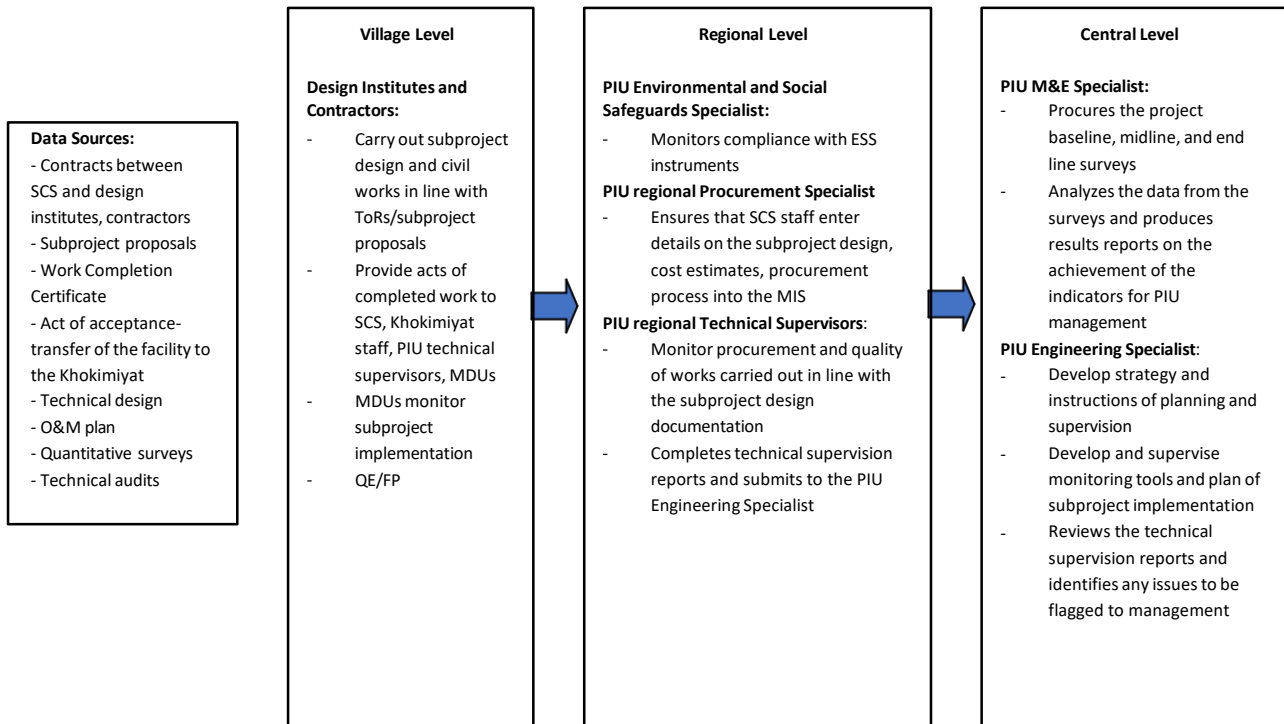 Data Sources:
- Contracts between
SCS and design
institutes, contractors
- Subproject proposals
- Work Completion
Certificate
- Act of acceptance-
transfer of the facility to
the Khokimiyat
- Technical design
- O&M plan
- Quantitative surveys
- Technical audits
Village Level
Design Institutes and
Contractors:
- Carry out subproject
design and civil
works in line with
ToRs/subproject
proposals
- Provide acts of
completed work to
SCS, Khokimiyat
staff, PIU technical
supervisors, MDUs
- MDUs monitor
subproject
implementation
- QE/FP
Regional Level
PIU Environmental and Social
Safeguards Specialist:
- Monitors compliance with ESS
instruments
PIU regional Procurement Specialist
- Ensures that SCS staff enter
details on the subproject design,
cost estimates, procurement
process into the MIS
PIU regional Technical Supervisors:
- Monitor procurement and quality
of works carried out in line with
the subproject design
documentation
- Completes technical supervision
reports and submits to the PIU
Engineering Specialist
Central Level
PIU M&E Specialist:
- Procures the project
baseline, midline, and end
line surveys
- Analyzes the data from the
surveys and produces
results reports on the
achievement of the
indicators for PIU
management
PIU Engineering Specialist:
- Develop strategy and
instructions of planning and
supervision
- Develop and supervise
monitoring tools and plan of
subproject implementation
- Reviews the technical
supervision reports and
identifies any issues to be
flagged to management